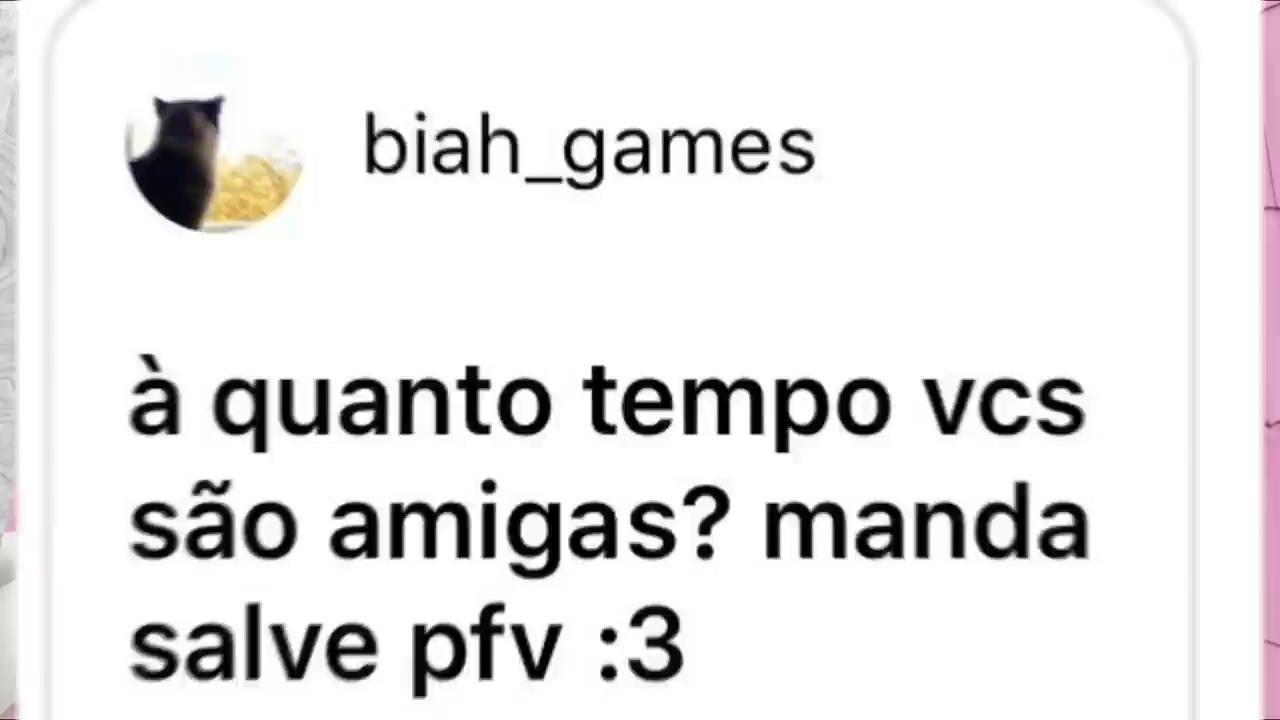 biah_games
à quanto tempo vcs
são amigas? manda
salve pfv :3